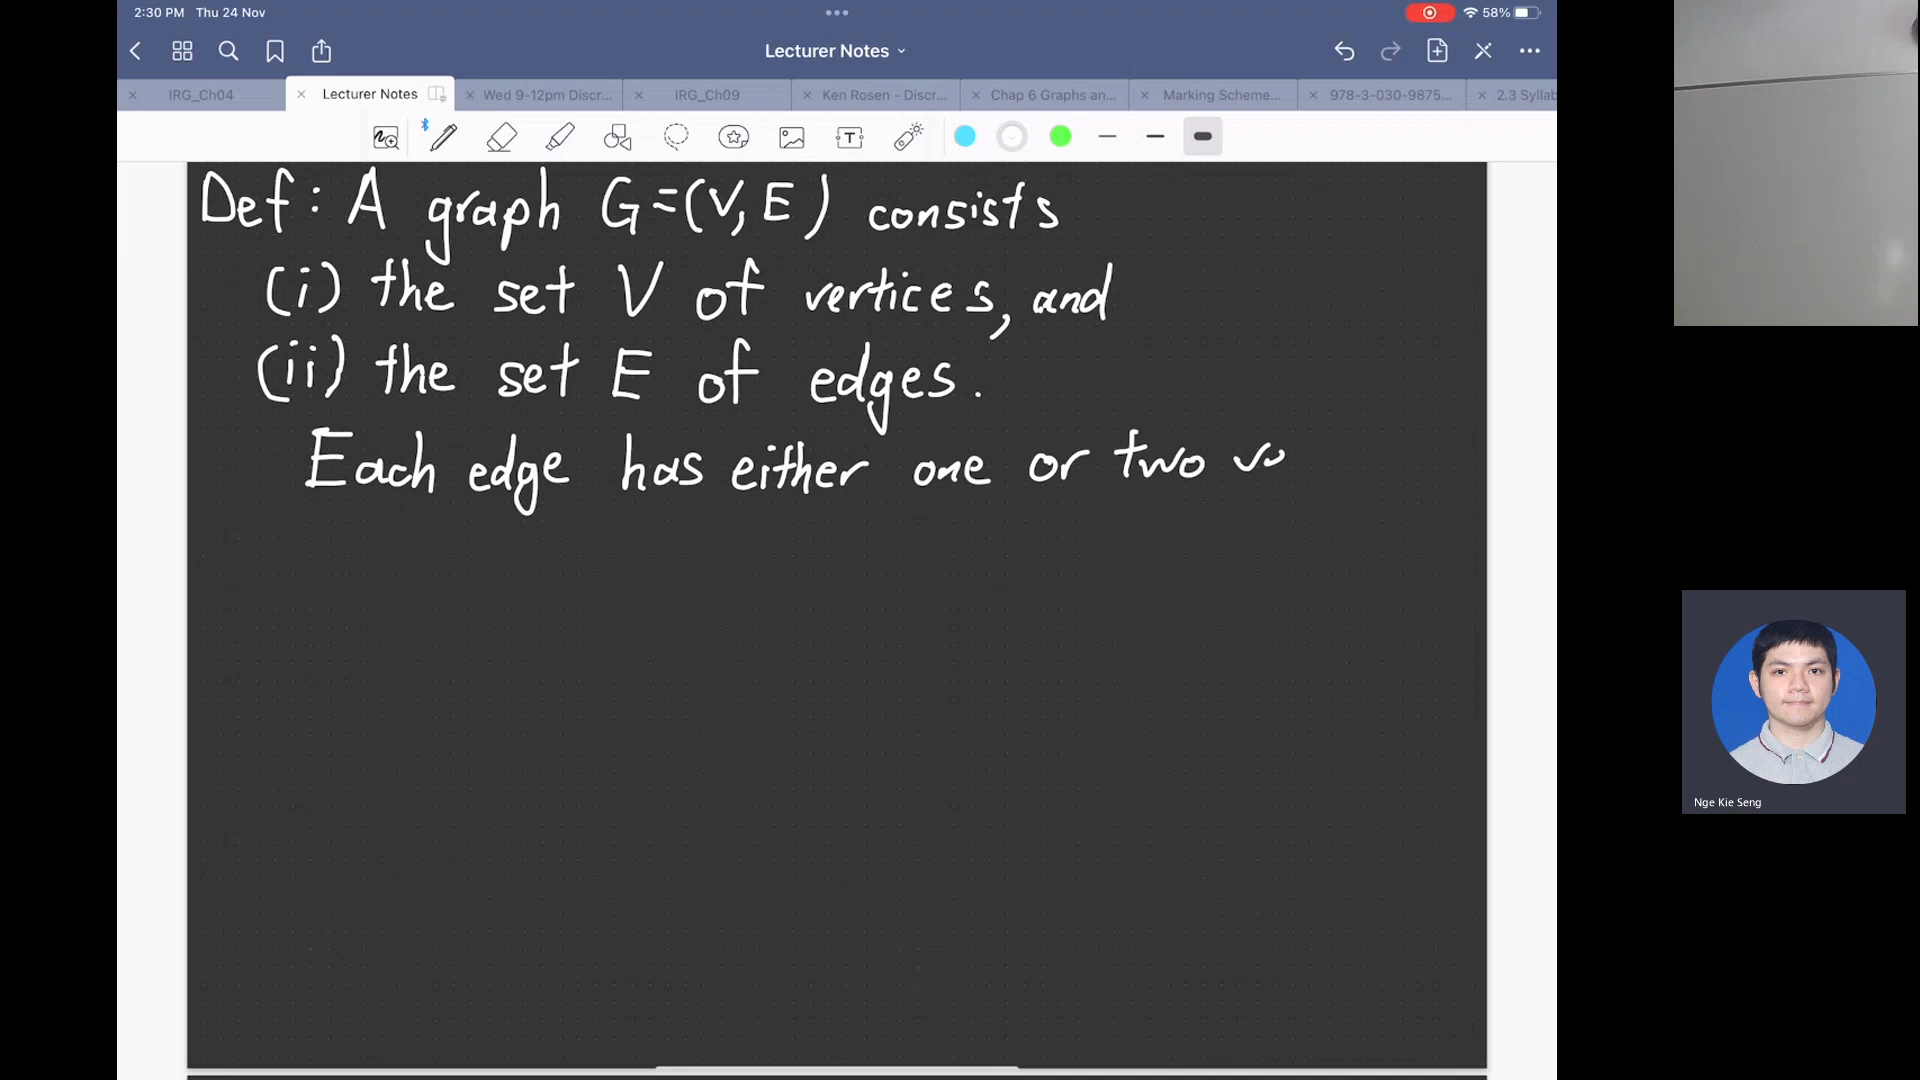 2:30 PM Thu 24 Nov
58%
Lecturer Notes
IRG_Ch04
Lecturer Notes
Wed 9-12pm Discr...
IRG_Ch09
Ken Rosen - Discr...
Chap 6 Graphs an...
Marking Scheme...
978-3-030-9875...
2.3 Syllab
Def: A graph G=(V, E) consists
(i) the set V of vertices, and
(ii) the set E of edges.
Each edge has either one or two
Nge Kie Seng